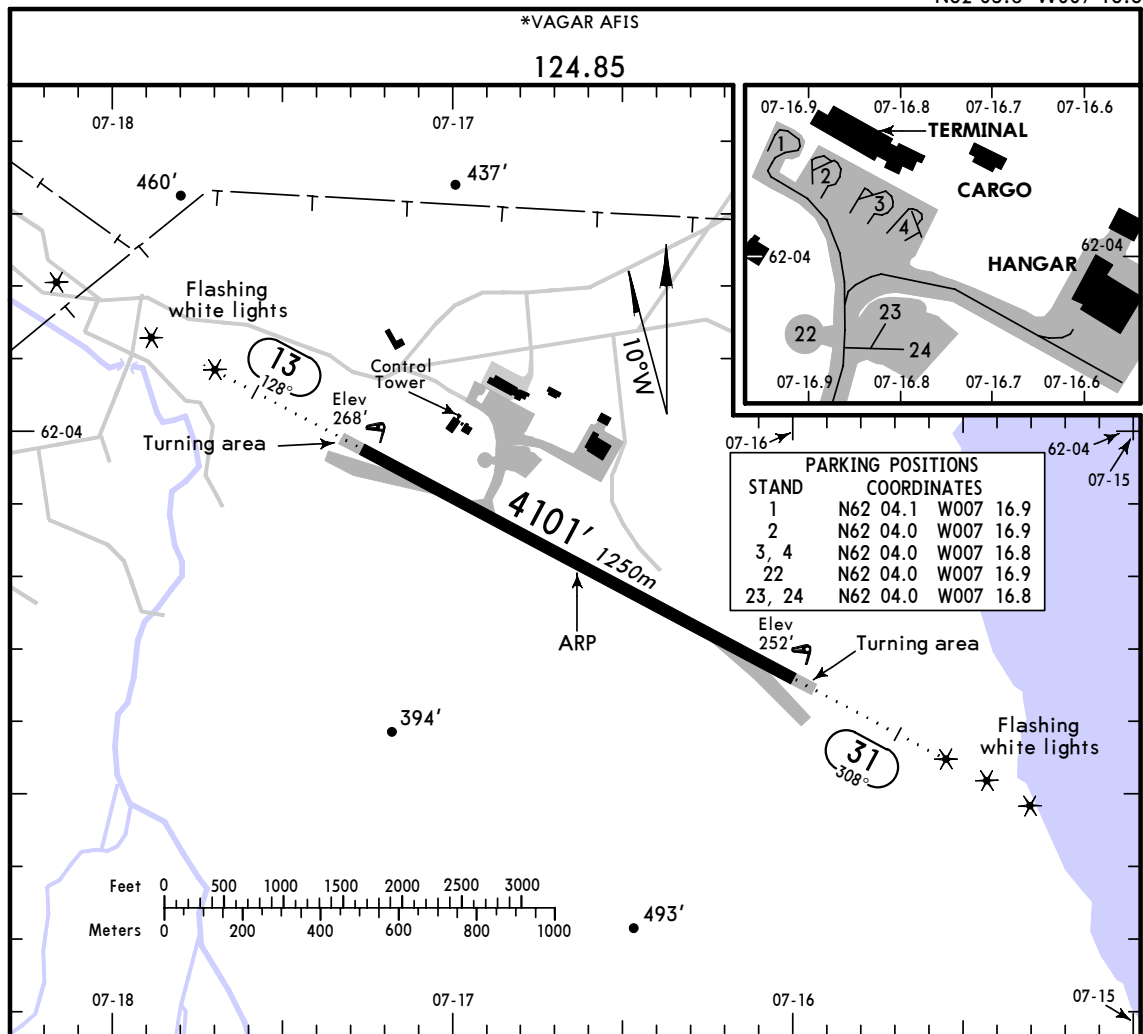 *VAGAR AFIS
124.85
07-18
07-17
460'
437'
Flashing
white lights
13
128°
Control
Tower
10°W
Elev
268'
62-04
Turning area
4101'
1250m
ARP
394'
493'
Elev
252'
Turning area
31
308°
Flashing
white lights
07-16.9
07-16.8
07-16.7
07-16.6
TERMINAL
CARGO
1
2
3
4
62-04
62-04
HANGAR
23
22
24
07-16.9
07-16.8
07-16.7
07-16.6
07-16
62-04
07-15
PARKING POSITIONS
STAND COORDINATES
1 N62 04.1 W007 16.9
2 N62 04.0 W007 16.9
3, 4 N62 04.0 W007 16.8
22 N62 04.0 W007 16.9
23, 24 N62 04.0 W007 16.8
Feet 0 500 1000 1500 2000 2500 3000
Meters 0 200 400 600 800 1000
07-18
07-17
07-16
07-15